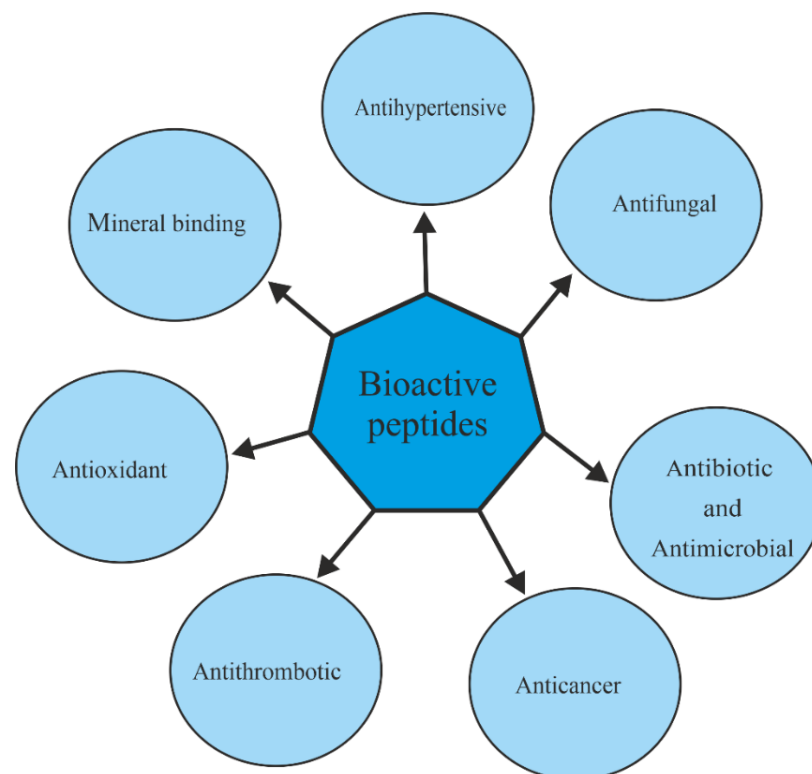 Antihypertensive
Antifungal
Mineral binding
Bioactive
peptides
Antioxidant
Antibiotic
and
Antimicrobial
Antithrombotic
Anticancer